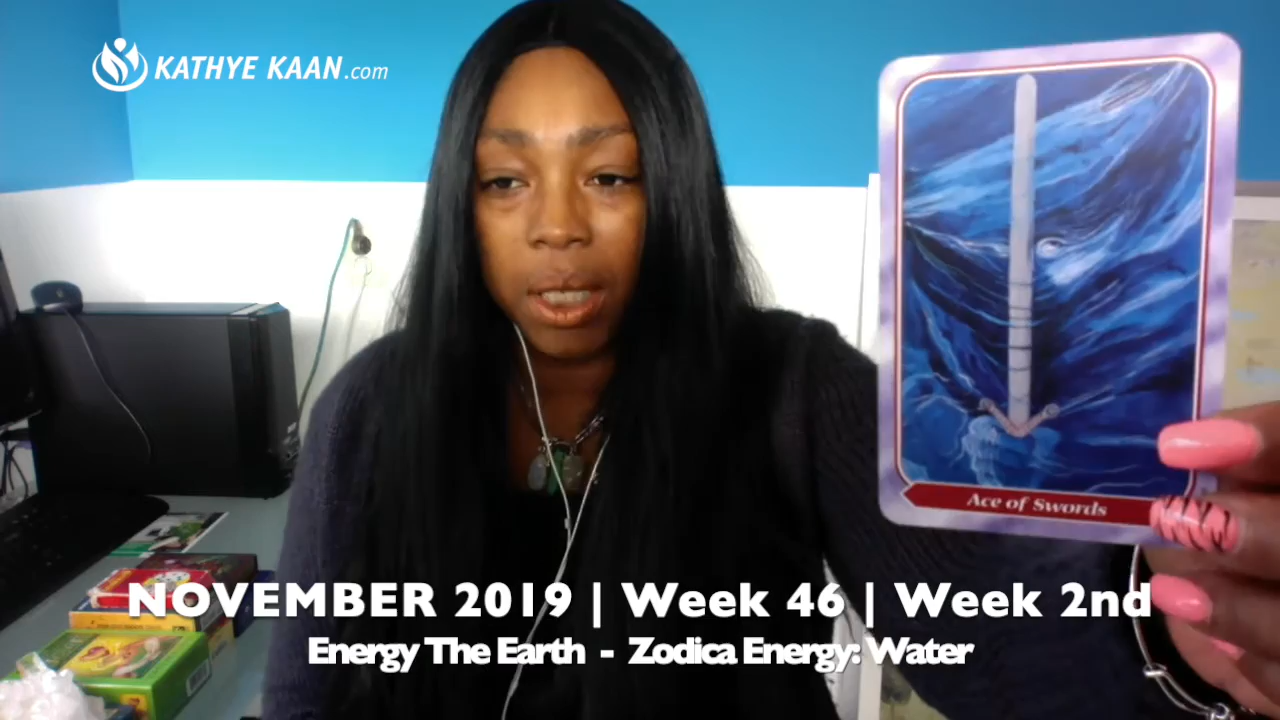 KATHYE KAAN.com
Ace of Swords
NOVEMBER 2019 | Week 46 | Week 2nd
Energy The Earth - Zodica Energy: Water